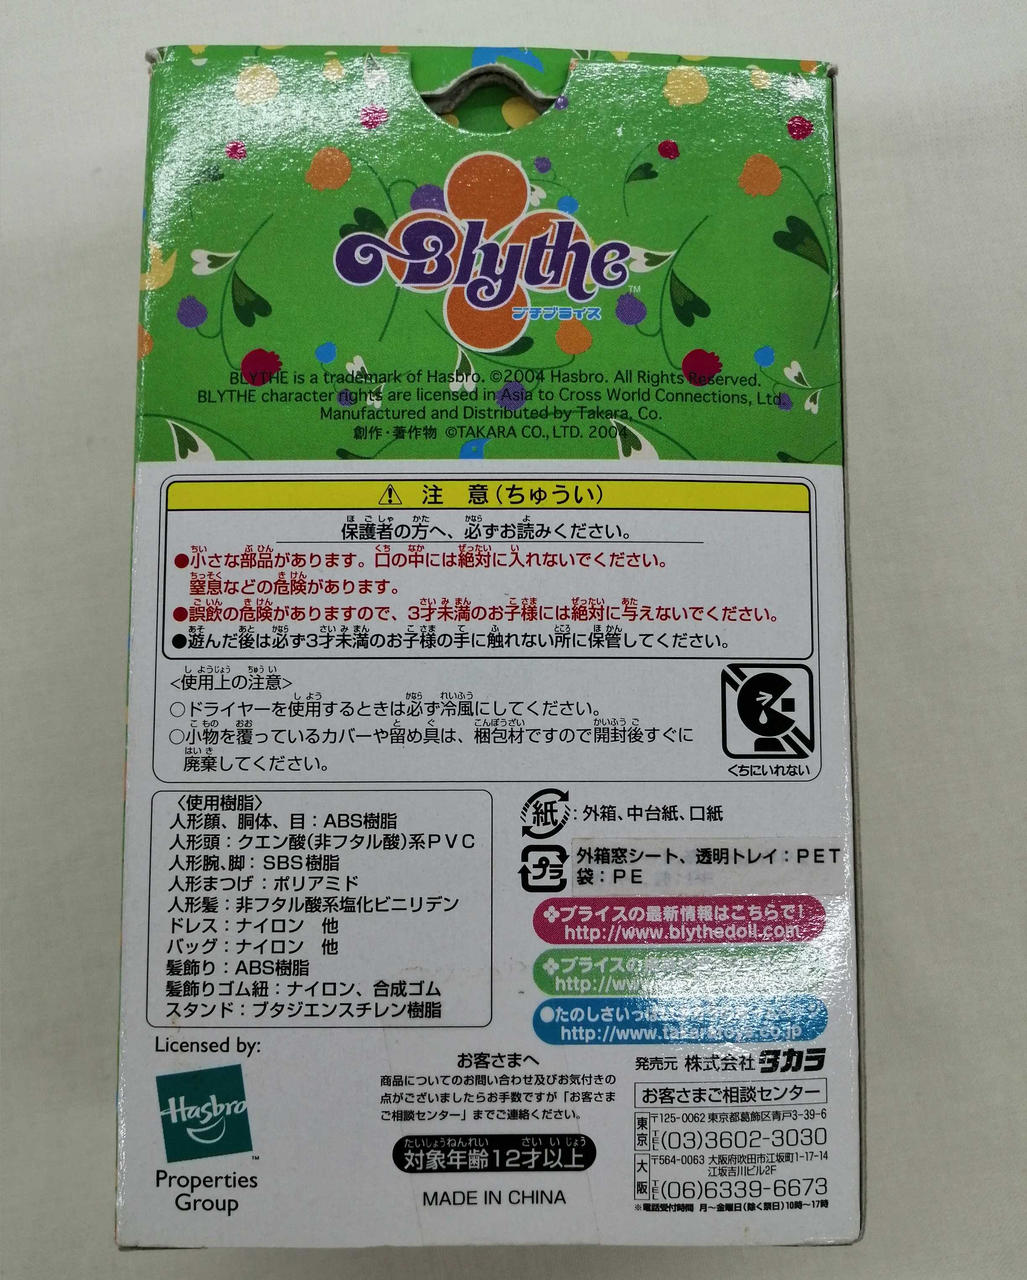 Blythe™
プチブライス
BLYTHE is a trademark of Hasbro. ©2004 Hasbro. All Rights Reserved.
BLYTHE character rights are licensed in Asia to Cross World Connections, Ltd.
Manufactured and Distributed by Takara, Co.
創作・著作物 ©TAKARA CO., LTD. 2004
⚠ 注 意(ちゅうい)
保護者の方へ、必ずお読みください。
●小さな部品があります。口の中には絶対に入れないでください。
窒息などの危険があります。
●誤飲の危険がありますので、3才未満のお子様には絶対に与えないでください。
●遊んだ後は必ず3才未満のお子様の手に触れない所に保管してください。
<使用上の注意>
○ドライヤーを使用するときは必ず冷風にしてください。
○小物を覆っているカバーや留め具は、梱包材ですので開封後すぐに
廃棄してください。
くちにいれない
〈使用樹脂〉
人形顔、胴体、目：ABS樹脂
人形頭：クエン酸(非フタル酸)系PVC
人形腕、脚：SBS樹脂
人形まつげ：ポリアミド
人形髪：非フタル酸系塩化ビニリデン
ドレス：ナイロン 他
バッグ：ナイロン 他
髪飾り：ABS樹脂
髪飾りゴム紐：ナイロン、合成ゴム
スタンド：ブタジエンスチレン樹脂
紙：外箱、中台紙、口紙
プラ
外箱窓シート、透明トレイ：PET
袋：PE
✤ブライスの最新情報はこちらで!
http://www.blythedoll.com
✤ブライスの
http://ww
●たのしさいっぱい
http://www.takaratoys.co.jp
Licensed by:
Hasbro™
Properties
Group
お客さまへ
商品についてのお問い合わせ及びお気付きの
点がございましたらお手数ですが「お客さま
ご相談センター」までご連絡ください。
対象年齢12才以上
MADE IN CHINA
発売元 株式会社タカラ
お客さまご相談センター
東京 〒125-0062 東京都葛飾区青戸3-39-6
TEL(03)3602-3030
大阪 〒564-0063 大阪府吹田市江坂町1-17-14
江坂吉川ビル2F
TEL(06)6339-6673
※電話受付時間 月〜金曜日(除く祭日)10時〜17時